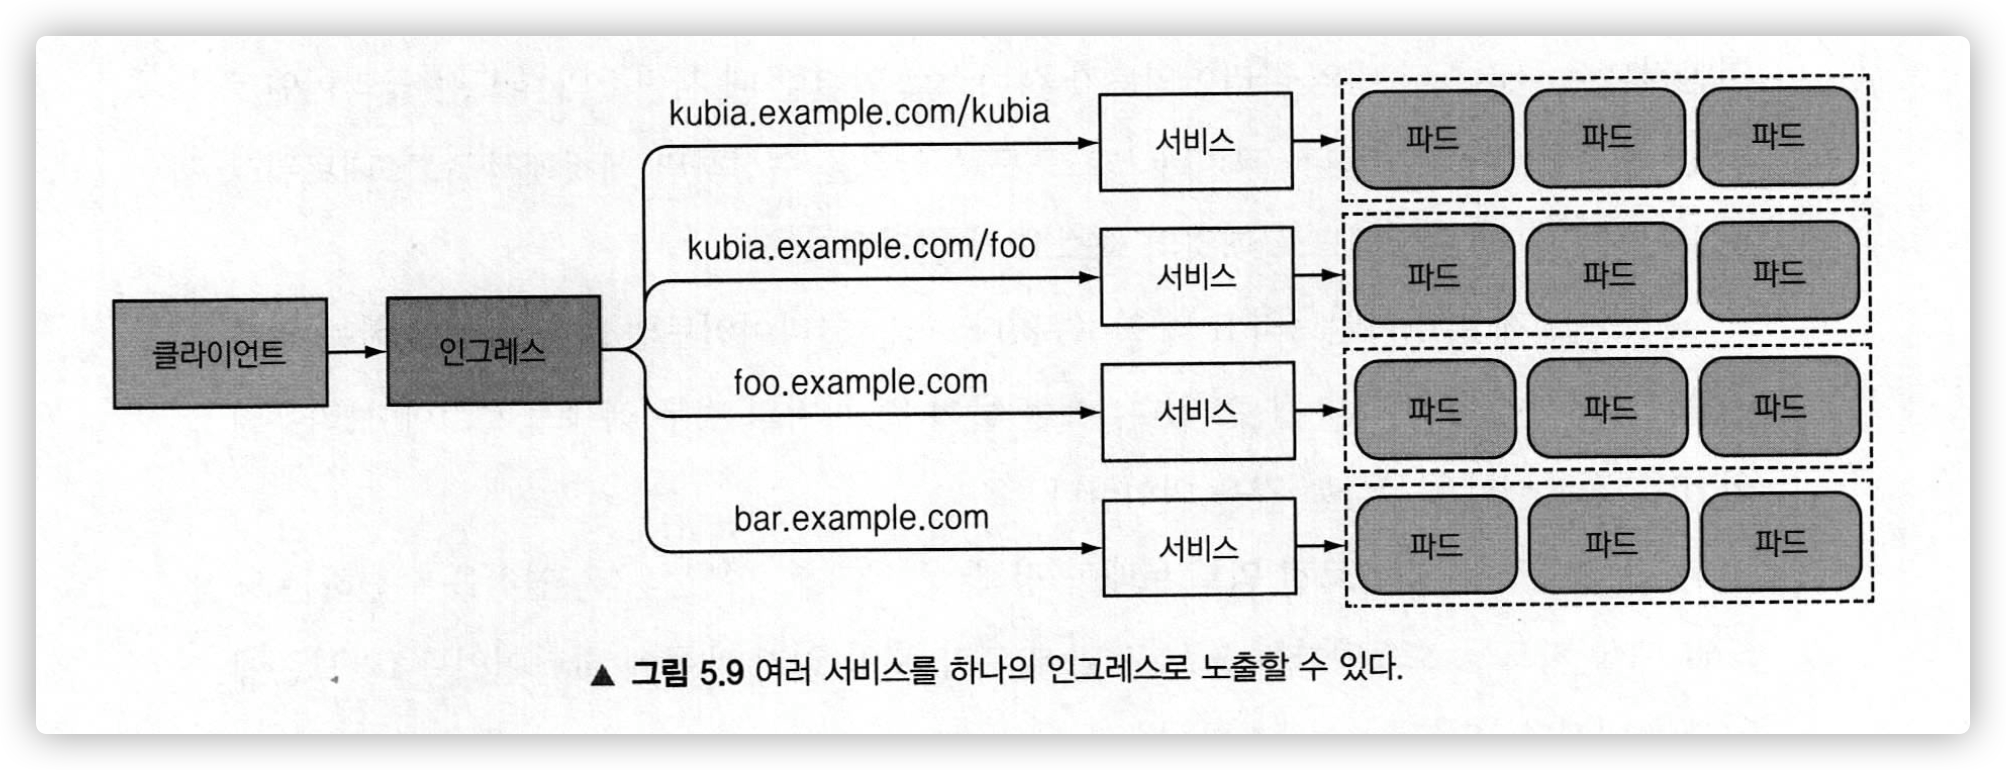 kubia.example.com/kubia
서비스
파드 파드 파드
kubia.example.com/foo
서비스
파드 파드 파드
클라이언트
인그레스
foo.example.com
서비스
파드 파드 파드
bar.example.com
서비스
파드 파드 파드
▲ 그림 5.9 여러 서비스를 하나의 인그레스로 노출할 수 있다.